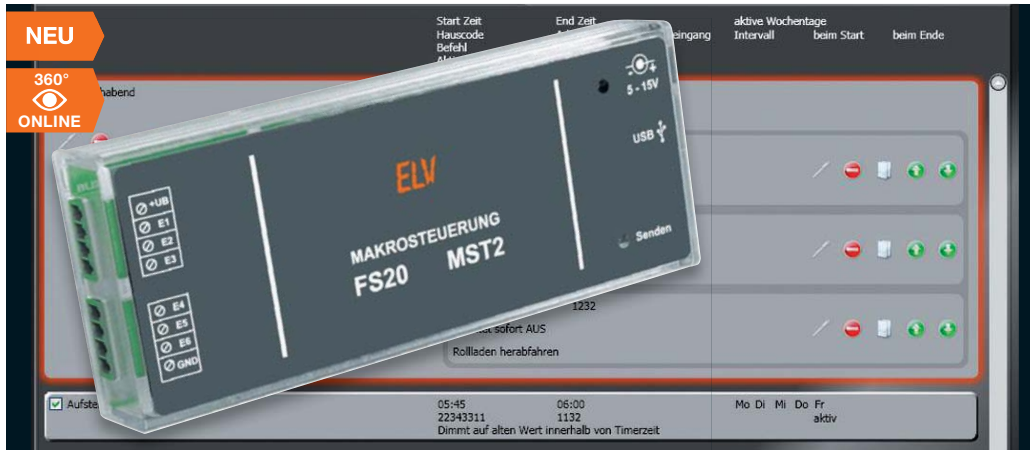 NEU
360°
ONLINE
Start Zeit End Zeit aktive Wochentage
Hauscode eingang Intervall beim Start beim Ende
Befehl
habend
5 - 15V
USB
ELV
MAKROSTEUERUNG
FS20 MST2
Senden
+UB
E1
E2
E3
E4
E5
E6
GND
1232
sofort AUS
Rollladen herabfahren
05:45 06:00 Mo Di Mi Do Fr
22343311 1132 aktiv
Dimmt auf alten Wert innerhalb von Timerzeit